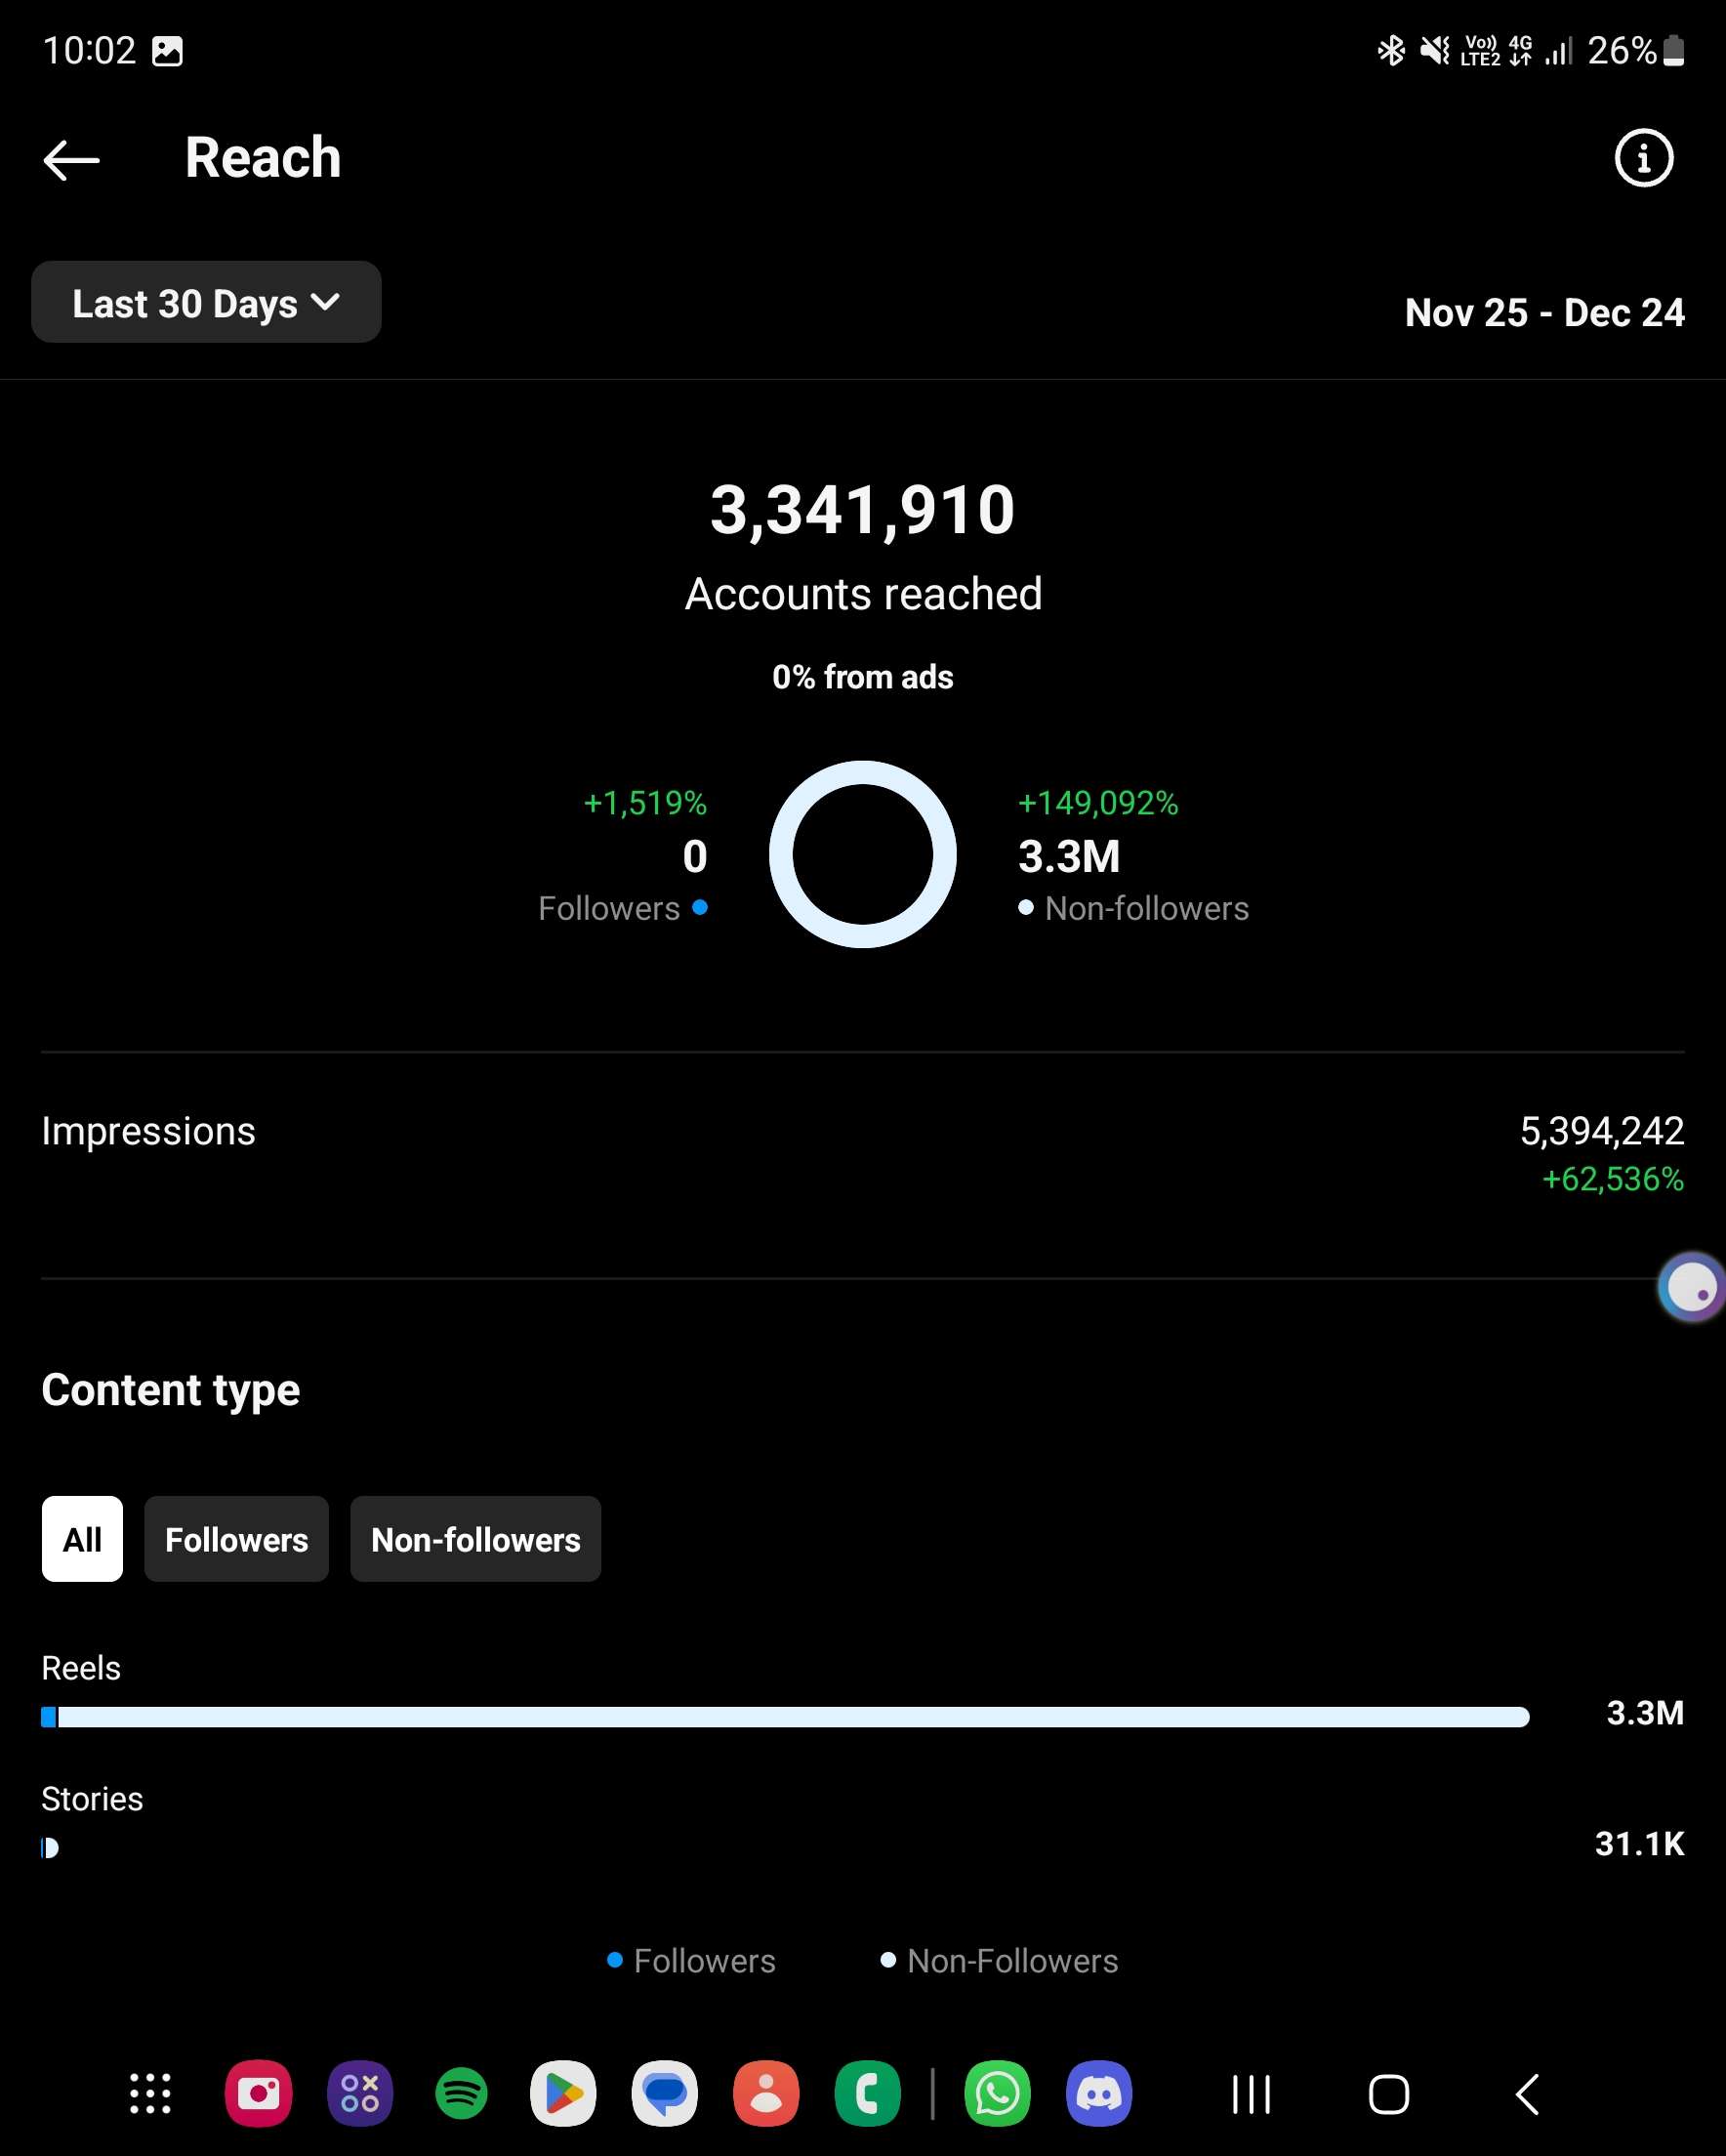 10:02
Vo)) 4G
LTE2
26%
Reach
Last 30 Days
Nov 25 - Dec 24
3,341,910
Accounts reached
0% from ads
+1,519%
0
Followers
+149,092%
3.3M
Non-followers
Impressions
5,394,242
+62,536%
Content type
All Followers Non-followers
Reels
3.3M
Stories
31.1K
Followers Non-Followers